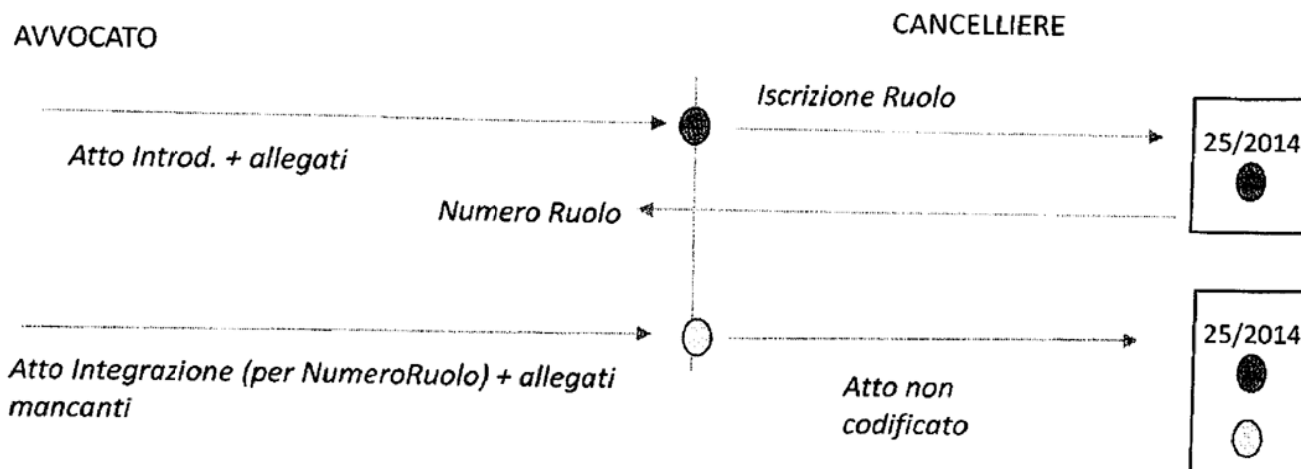 AVVOCATO
CANCELLIERE
Iscrizione Ruolo
Atto Introd. + allegati
25/2014
Numero Ruolo
Atto Integrazione (per NumeroRuolo) + allegati
mancanti
Atto non
codificato
25/2014